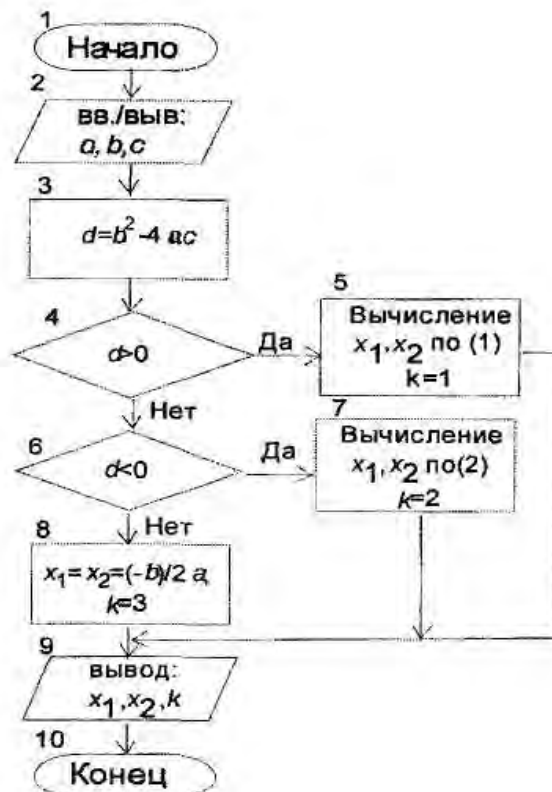 1
Начало
2
вв./выв:
a, b, c
3
d=b²-4 ac
4
d>0
Да
5
Вычисление
x₁,x₂ по (1)
k=1
Нет
6
d<0
Да
7
Вычисление
x₁,x₂ по(2)
k=2
Нет
8
x₁=x₂=(-b)/2 a,
k=3
9
вывод:
x₁,x₂,k
10
Конец